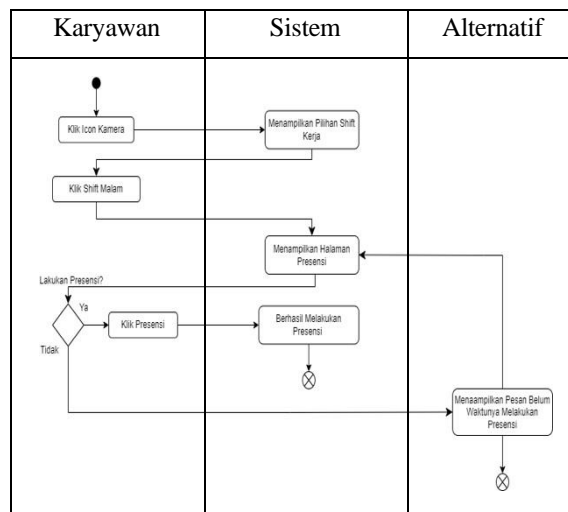 Karyawan
Sistem
Alternatif
Klik Icon Kamera
Menampilkan Pilihan Shift
Kerja
Klik Shift Malam
Menampilkan Halaman
Presensi
Lakukan Presensi?
Ya
Klik Presensi
Berhasil Melakukan
Presensi
Tidak
Menaampilkan Pesan Belum
Waktunya Melakukan
Presensi